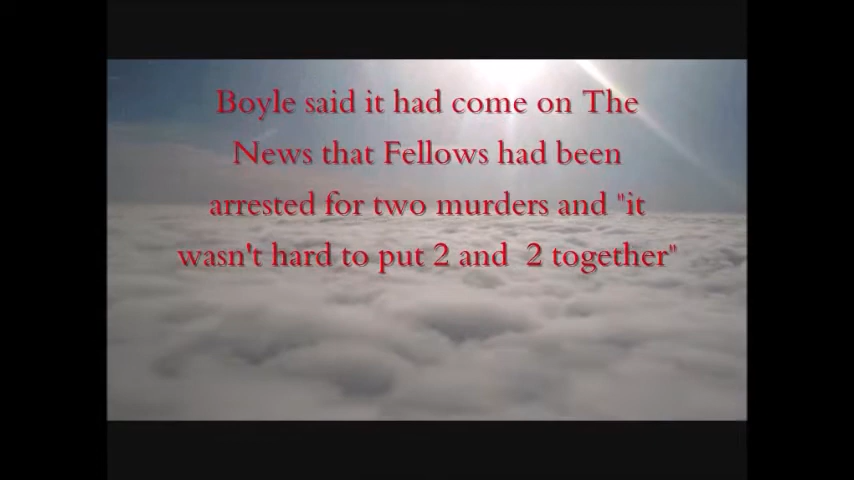 Boyle said it had come on The
News that Fellows had been
arrested for two murders and "it
wasn't hard to put 2 and  2 together"